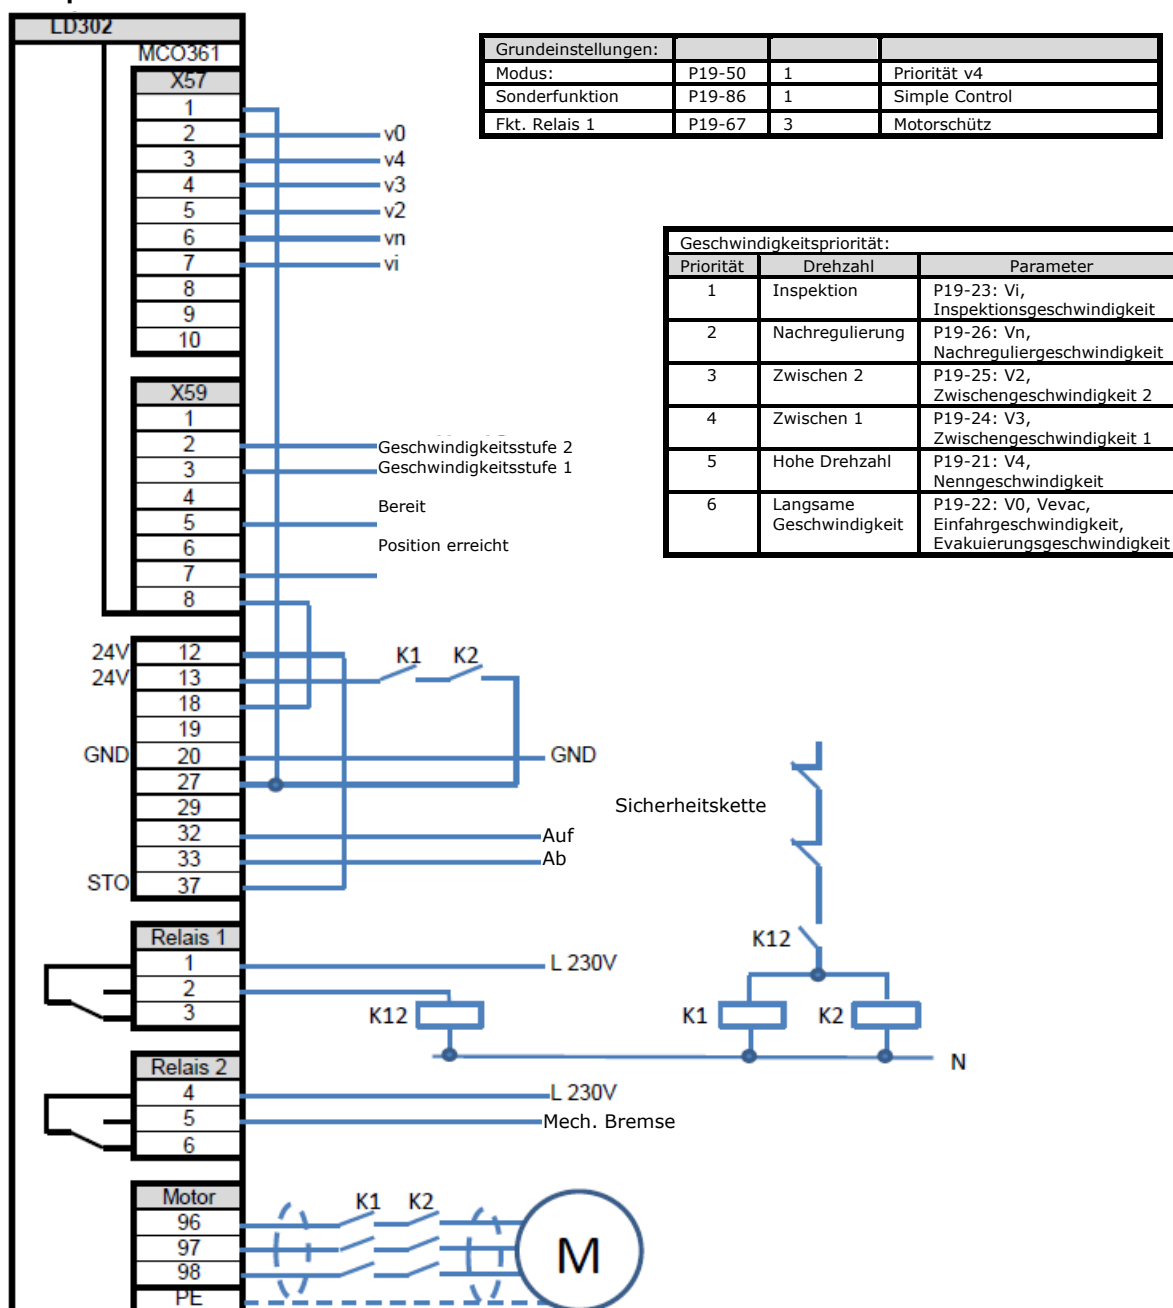 LD302
MCO361
X57
1
2
3
4
5
6
7
8
9
10
v0
v4
v3
v2
vn
vi
Grundeinstellungen:
Modus: P19-50 1 Priorität v4
Sonderfunktion P19-86 1 Simple Control
Fkt. Relais 1 P19-67 3 Motorschütz
Geschwindigkeitspriorität:
Priorität Drehzahl Parameter
1 Inspektion P19-23: Vi,
Inspektionsgeschwindigkeit
2 Nachregulierung P19-26: Vn,
Nachreguliergeschwindigkeit
3 Zwischen 2 P19-25: V2,
Zwischengeschwindigkeit 2
4 Zwischen 1 P19-24: V3,
Zwischengeschwindigkeit 1
5 Hohe Drehzahl P19-21: V4,
Nenngeschwindigkeit
6 Langsame P19-22: V0, Vevac,
Geschwindigkeit Einfahrgeschwindigkeit,
Evakuierungsgeschwindigkeit
X59
1
2
3
4
5
6
7
8
Geschwindigkeitsstufe 2
Geschwindigkeitsstufe 1
Bereit
Position erreicht
24V 12
24V 13
18
19
GND 20 GND
27
29
32 Auf
33 Ab
STO 37
K1 K2
Sicherheitskette
K12
K1 K2
N
Relais 1
1 L 230V
2
3
K12
Relais 2
4 L 230V
5 Mech. Bremse
6
Motor
96
97
98
PE
K1 K2
M